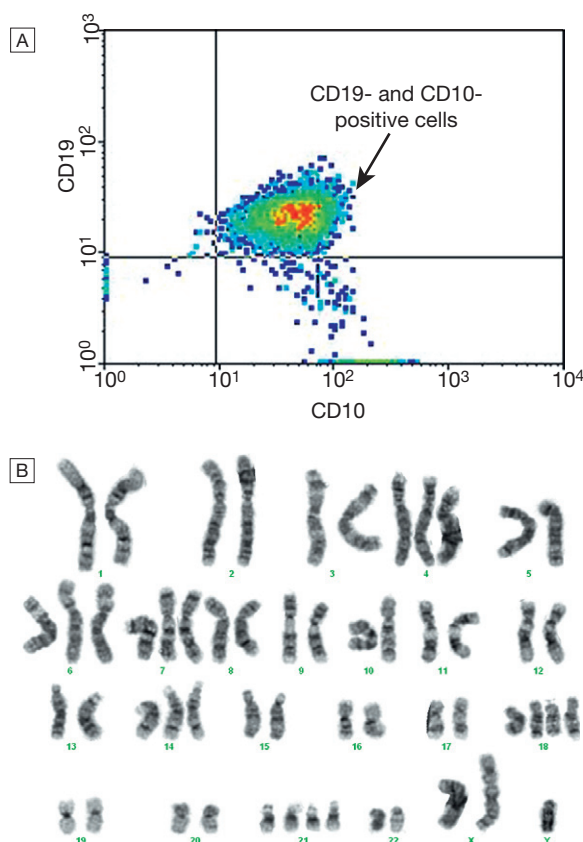 A
CD19- and CD10-
positive cells
CD19
10³
10²
10¹
10⁰
10⁰ 10¹ 10² 10³ 10⁴
CD10
B
1 2 3 4 5
6 7 8 9 10 11 12
13 14 15 16 17 18
19 20 21 22 X Y